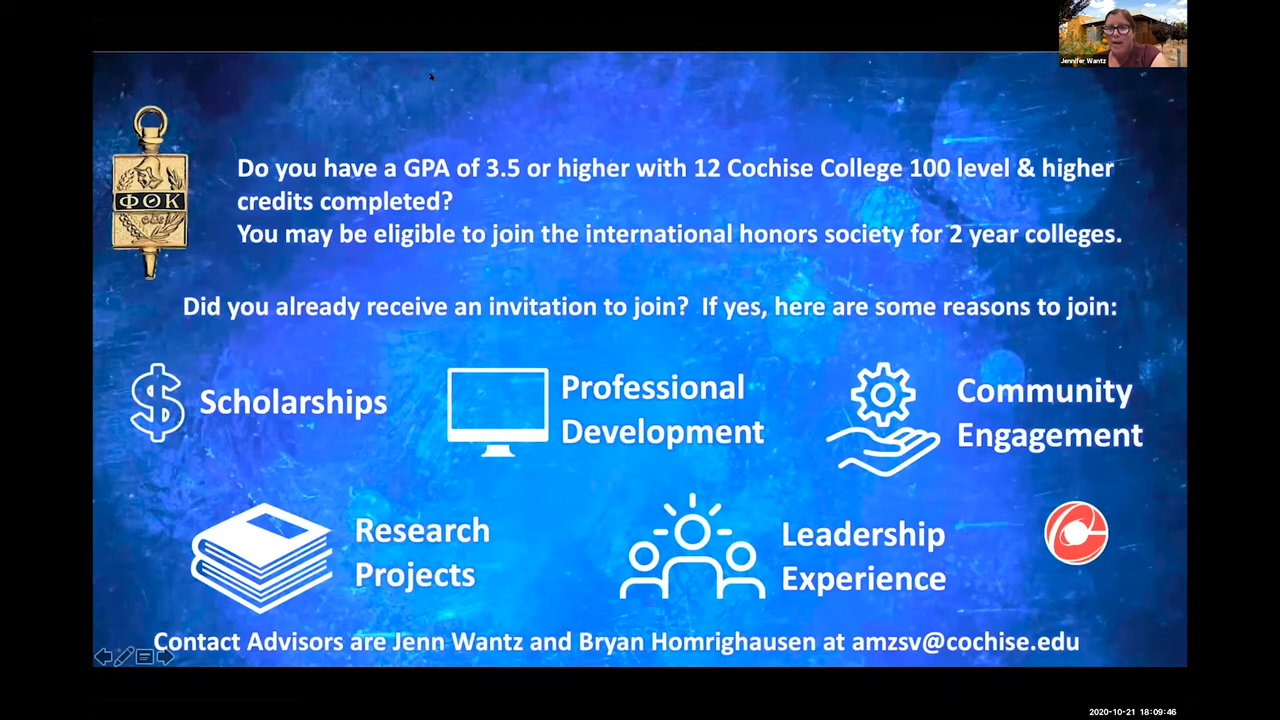 Jennifer Wantz
Do you have a GPA of 3.5 or higher with 12 Cochise College 100 level & higher
credits completed?
You may be eligible to join the international honors society for 2 year colleges.
ΦΘΚ
Did you already receive an invitation to join?  If yes, here are some reasons to join:
Scholarships
Professional
Development
Community
Engagement
Research
Projects
Leadership
Experience
Contact Advisors are Jenn Wantz and Bryan Homrighausen at amzsv@cochise.edu
2020-10-21 18:09:46